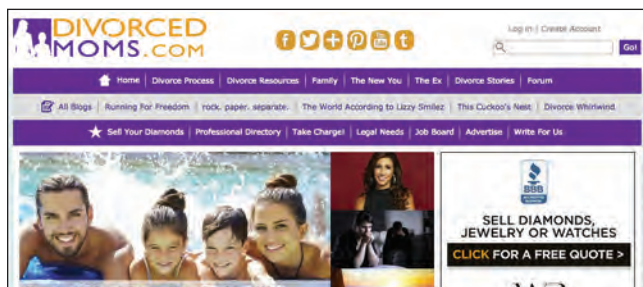 DIVORCED
MOMS.COM
Log in | Create Account
Go!
Home | Divorce Process | Divorce Resources | Family | The New You | The Ex | Divorce Stories | Forum
All Blogs | Running For Freedom | rock. paper. separate. | The World According to Lizzy Smilez | This Cuckoo's Nest | Divorce Whirlwind
Sell Your Diamonds | Professional Directory | Take Charge! | Legal Needs | Job Board | Advertise | Write For Us
BBB
SELL DIAMONDS,
JEWELRY OR WATCHES
CLICK FOR A FREE QUOTE >